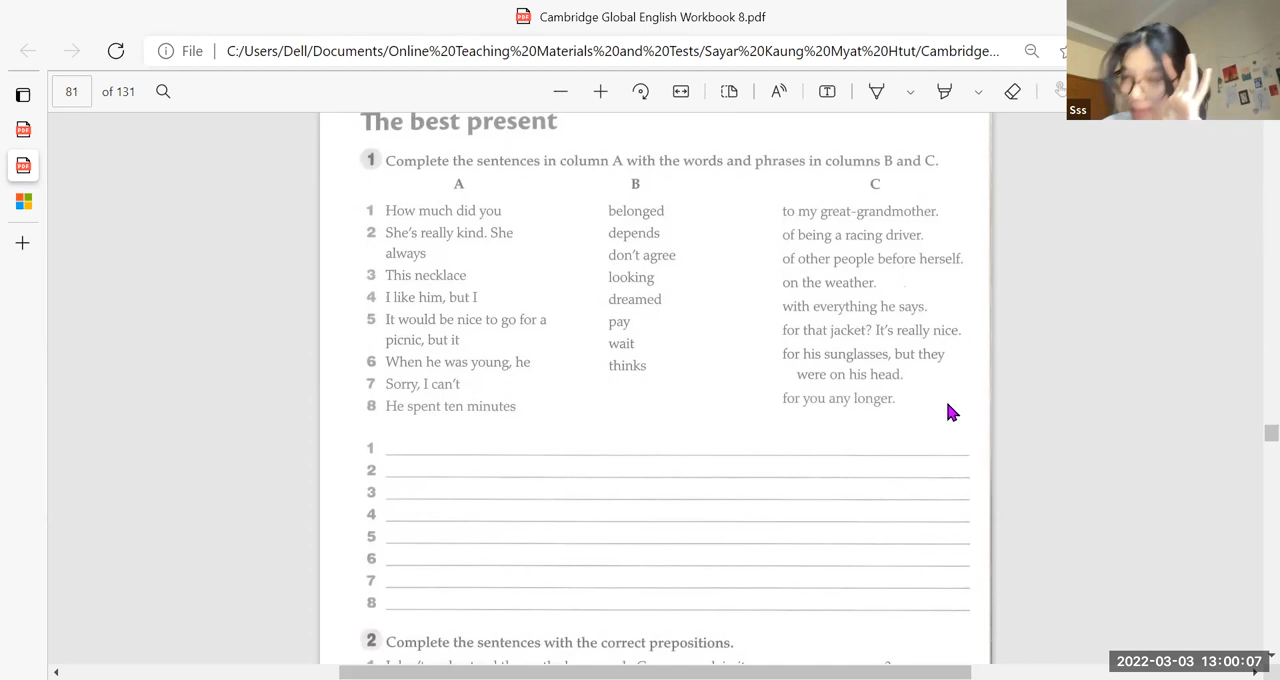 Cambridge Global English Workbook 8.pdf
File C:/Users/Dell/Documents/Online%20Teaching%20Materials%20and%20Tests/Sayar%20Kaung%20Myat%20Htut/Cambridge...
81 of 131
Sss
The best present
1 Complete the sentences in column A with the words and phrases in columns B and C.
A B C
1 How much did you belonged to my great-grandmother.
2 She's really kind. She depends of being a racing driver.
always don't agree of other people before herself.
3 This necklace looking on the weather.
4 I like him, but I dreamed with everything he says.
5 It would be nice to go for a pay for that jacket? It's really nice.
picnic, but it wait for his sunglasses, but they
6 When he was young, he thinks were on his head.
7 Sorry, I can't for you any longer.
8 He spent ten minutes
1
2
3
4
5
6
7
8
2 Complete the sentences with the correct prepositions.
2022-03-03 13:00:07